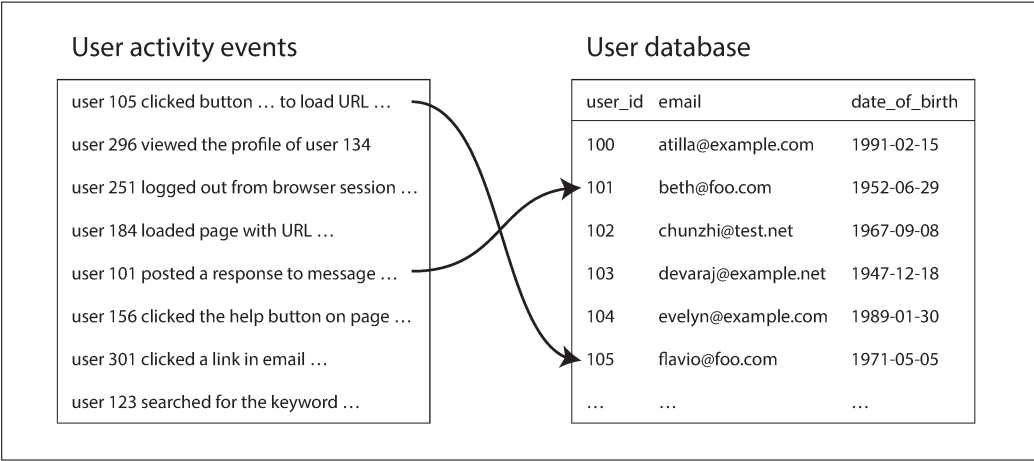 User activity events
user 105 clicked button … to load URL …
user 296 viewed the profile of user 134
user 251 logged out from browser session …
user 184 loaded page with URL …
user 101 posted a response to message …
user 156 clicked the help button on page …
user 301 clicked a link in email …
user 123 searched for the keyword …
User database
user_id email date_of_birth
100 atilla@example.com 1991-02-15
101 beth@foo.com 1952-06-29
102 chunzhi@test.net 1967-09-08
103 devaraj@example.net 1947-12-18
104 evelyn@example.com 1989-01-30
105 flavio@foo.com 1971-05-05
… … …